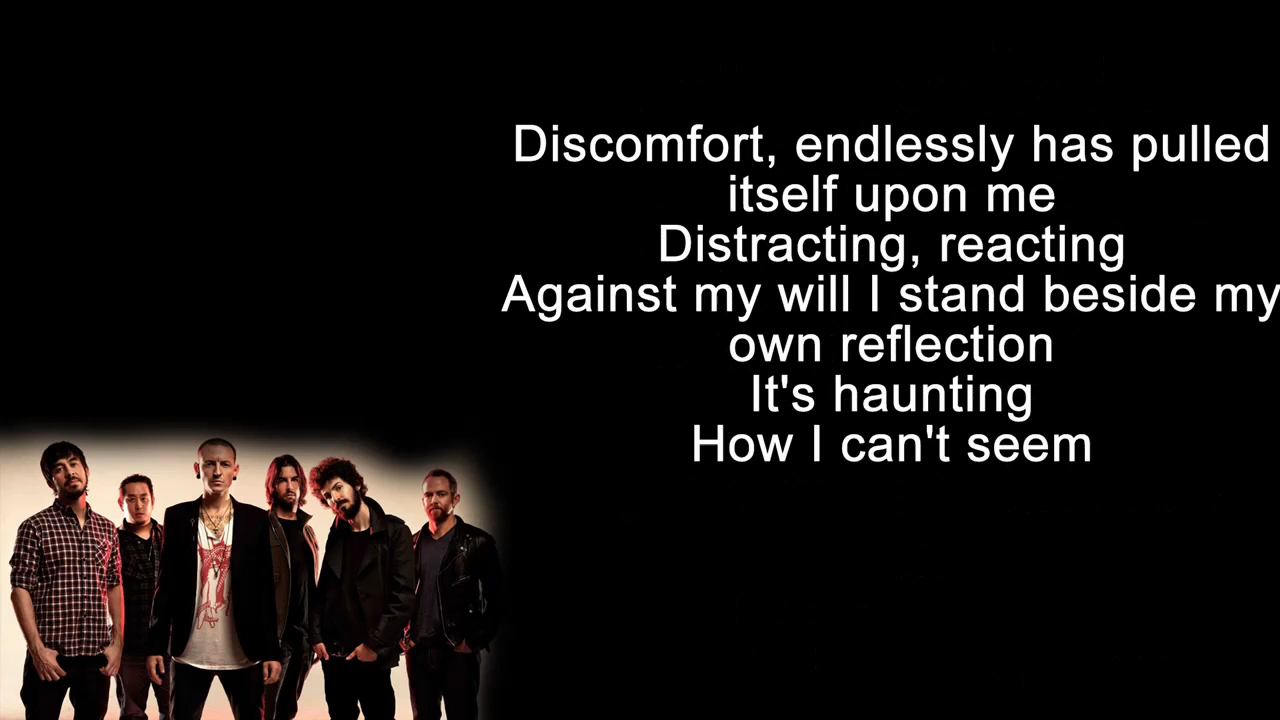 Discomfort, endlessly has pulled
itself upon me
Distracting, reacting
Against my will I stand beside my
own reflection
It's haunting
How I can't seem